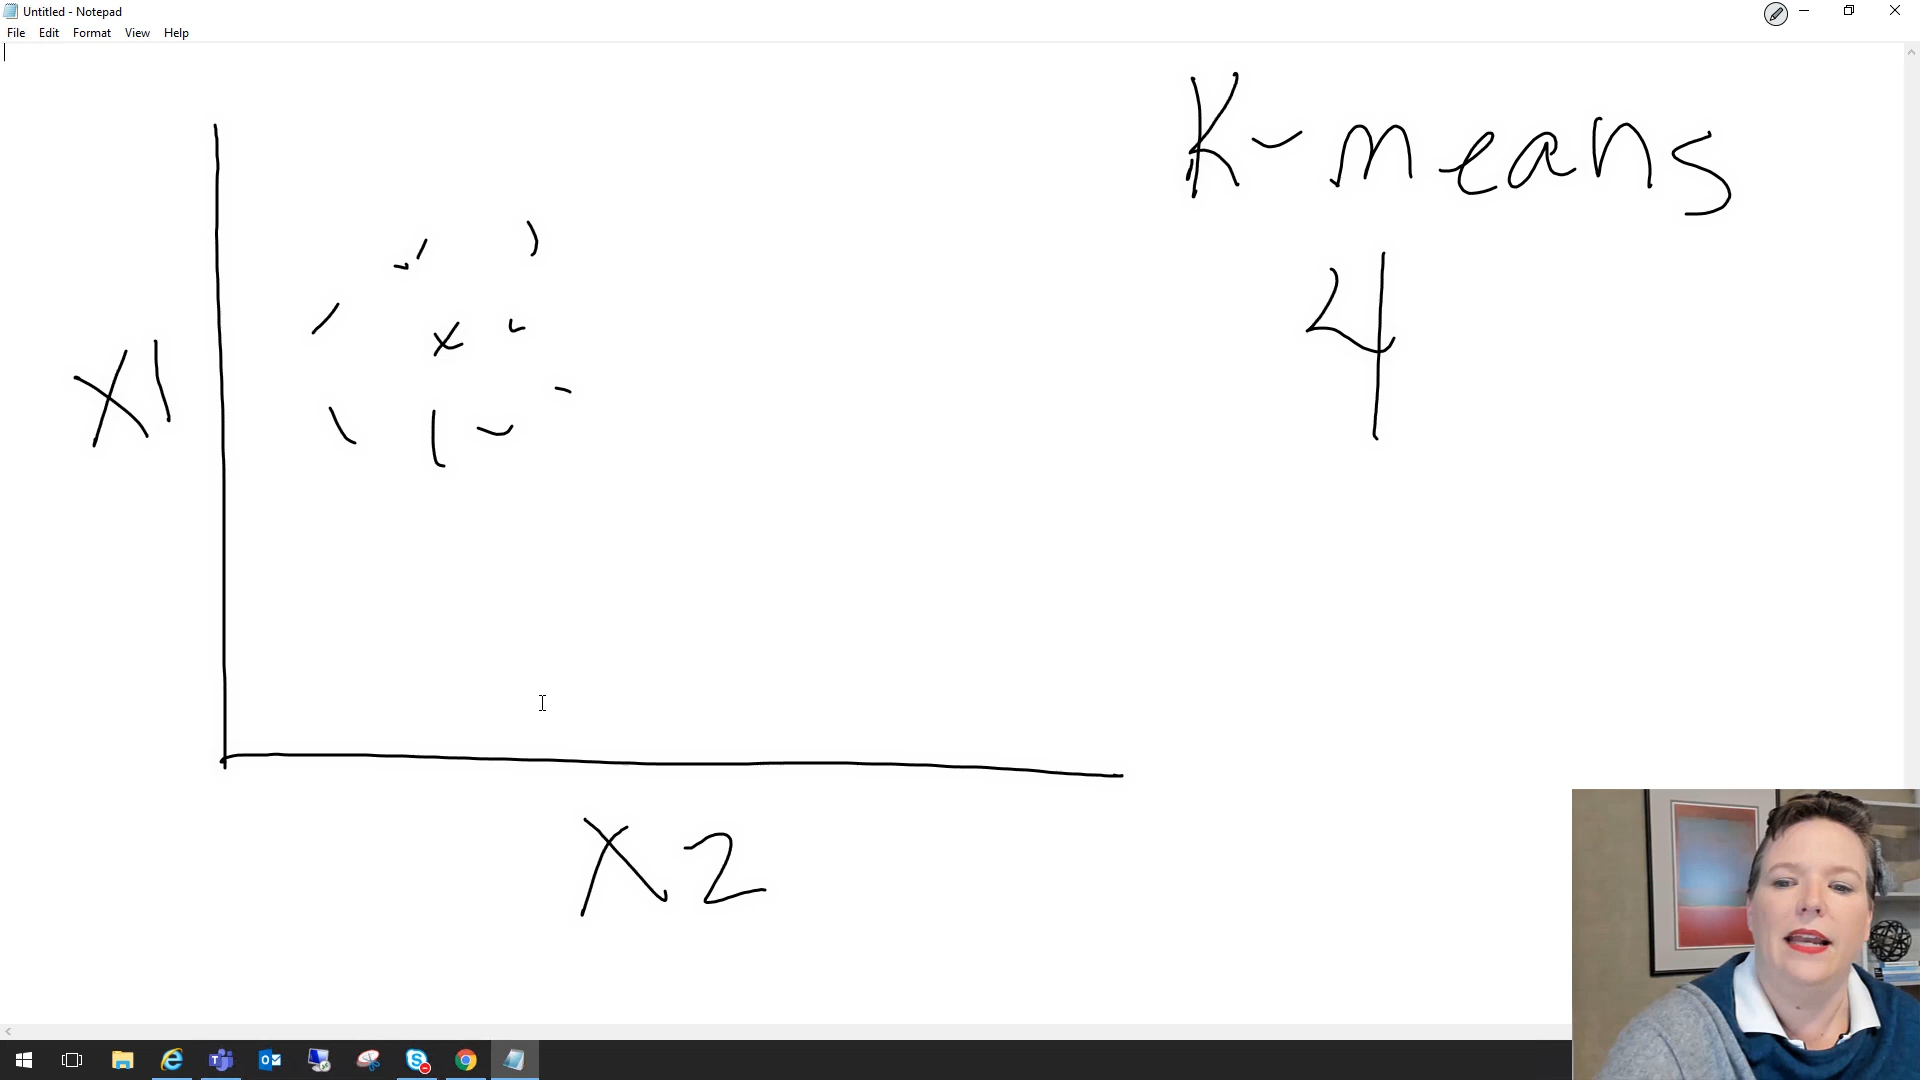 Untitled - Notepad
File Edit Format View Help
K-means
4
X1
X2